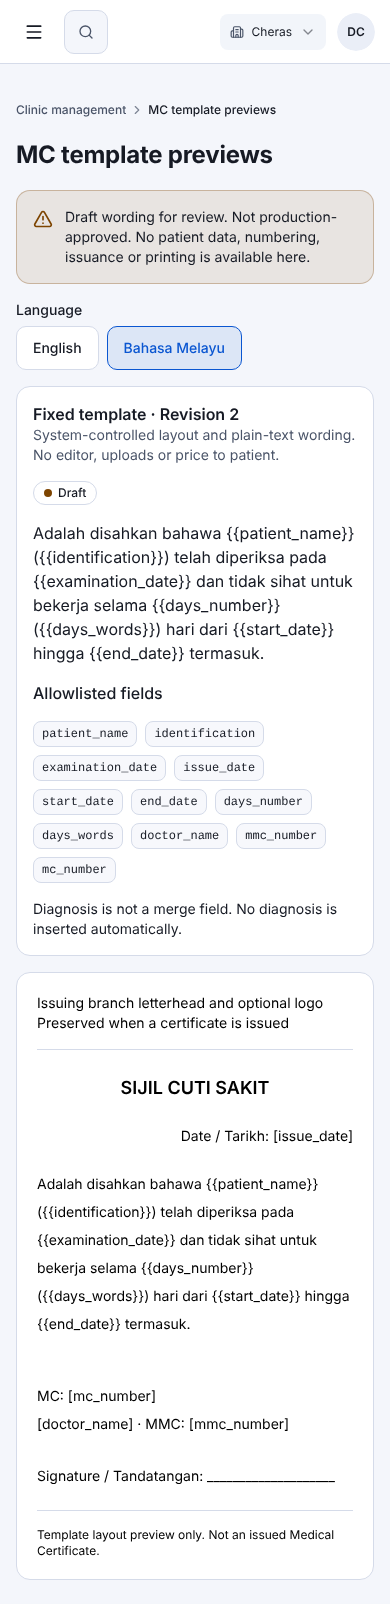 Cheras
DC
Clinic management > MC template previews
MC template previews
Draft wording for review. Not production-
approved. No patient data, numbering,
issuance or printing is available here.
Language
English
Bahasa Melayu
Fixed template · Revision 2
System-controlled layout and plain-text wording.
No editor, uploads or price to patient.
Draft
Adalah disahkan bahawa {{patient_name}}
({{identification}}) telah diperiksa pada
{{examination_date}} dan tidak sihat untuk
bekerja selama {{days_number}}
({{days_words}}) hari dari {{start_date}}
hingga {{end_date}} termasuk.
Allowlisted fields
patient_name identification
examination_date issue_date
start_date end_date days_number
days_words doctor_name mmc_number
mc_number
Diagnosis is not a merge field. No diagnosis is
inserted automatically.
Issuing branch letterhead and optional logo
Preserved when a certificate is issued
SIJIL CUTI SAKIT
Date / Tarikh: [issue_date]
Adalah disahkan bahawa {{patient_name}}
({{identification}}) telah diperiksa pada
{{examination_date}} dan tidak sihat untuk
bekerja selama {{days_number}}
({{days_words}}) hari dari {{start_date}} hingga
{{end_date}} termasuk.
MC: [mc_number]
[doctor_name] · MMC: [mmc_number]
Signature / Tandatangan: ____________________
Template layout preview only. Not an issued Medical
Certificate.